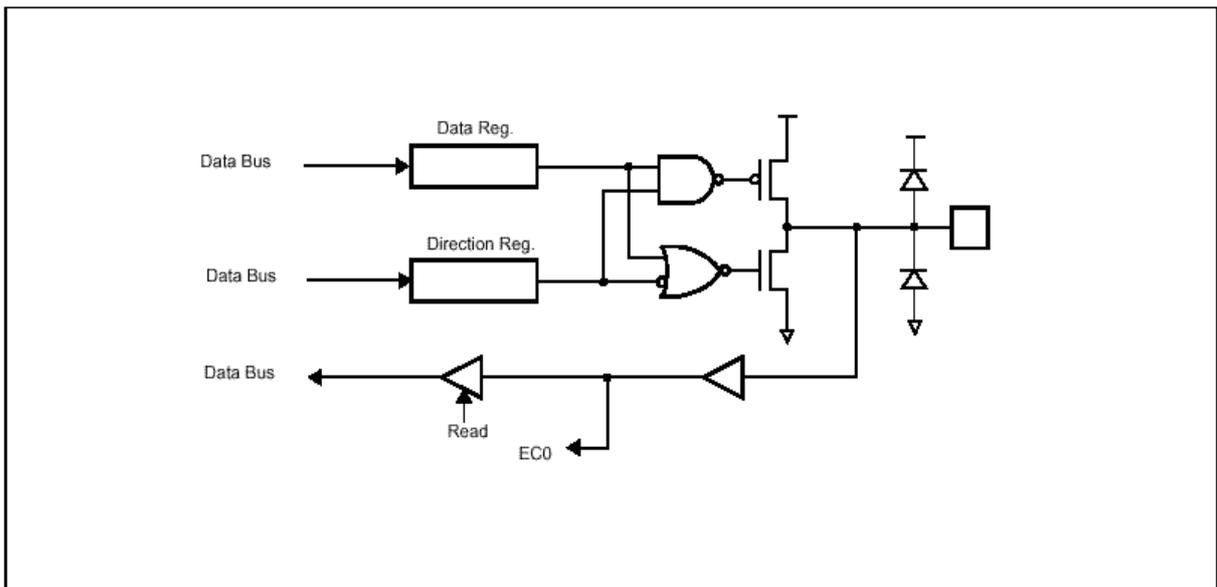 Data Reg.
Data Bus
Direction Reg.
Data Bus
Data Bus
Read
EC0